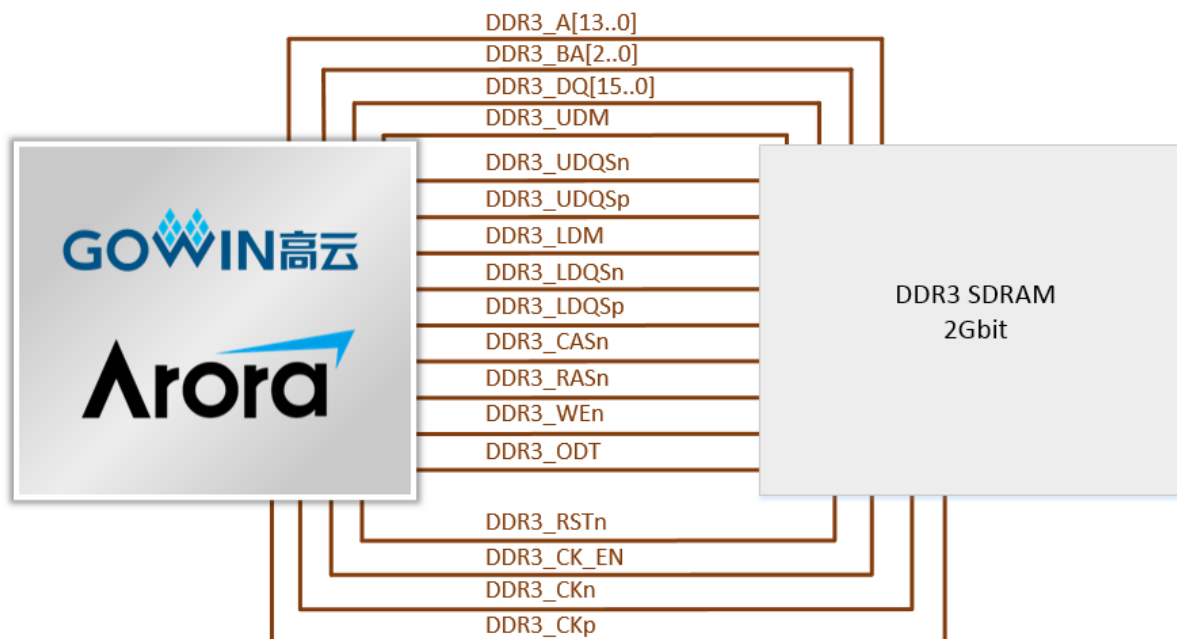 DDR3_A[13..0]
DDR3_BA[2..0]
DDR3_DQ[15..0]
DDR3_UDM
DDR3_UDQSn
DDR3_UDQSp
DDR3_LDM
DDR3_LDQSn
DDR3_LDQSp
DDR3_CASn
DDR3_RASn
DDR3_WEn
DDR3_ODT
DDR3_RSTn
DDR3_CK_EN
DDR3_CKn
DDR3_CKp
GOWIN高云
Arora
DDR3 SDRAM
2Gbit